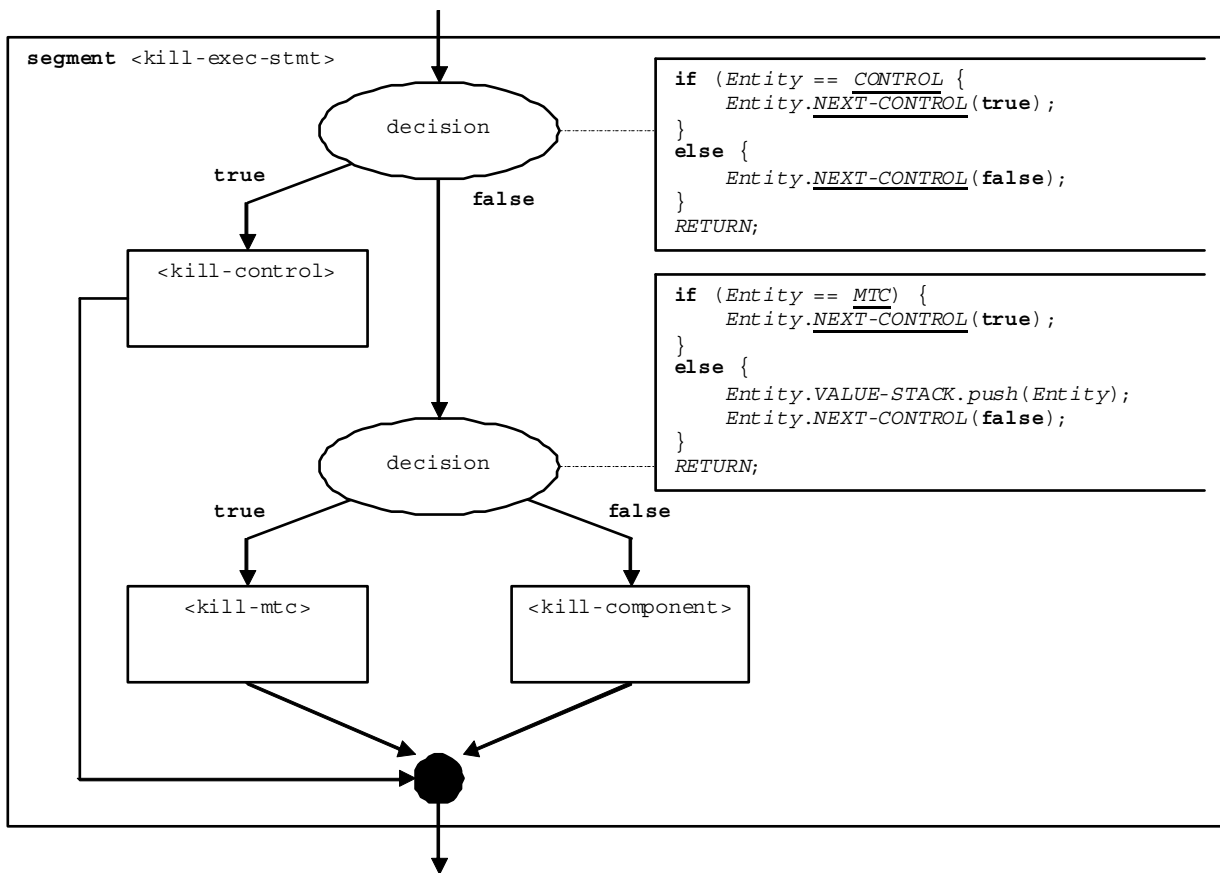 segment <kill-exec-stmt>
decision
if (Entity == CONTROL {
Entity.NEXT-CONTROL(true);
}
else {
Entity.NEXT-CONTROL(false);
}
RETURN;
true
false
<kill-control>
if (Entity == MTC) {
Entity.NEXT-CONTROL(true);
}
else {
Entity.VALUE-STACK.push(Entity);
Entity.NEXT-CONTROL(false);
}
RETURN;
decision
true
false
<kill-mtc>
<kill-component>